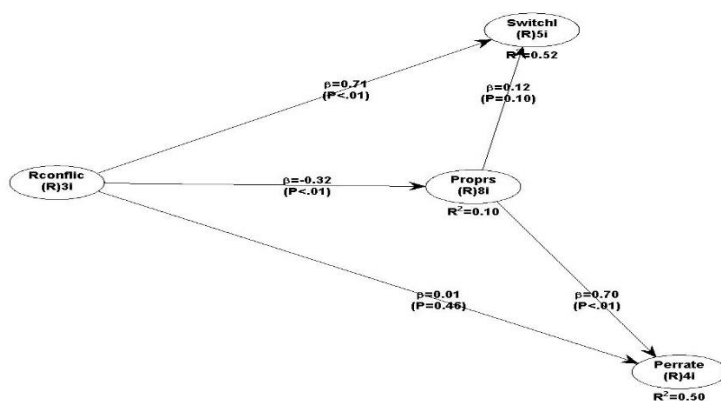 Switchl
(R)5i
R²=0.52
β=0.71
(P<.01)
β=0.12
(P=0.10)
Rconflic
(R)3i
β=-0.32
(P<.01)
Proprs
(R)8i
R²=0.10
β=0.01
(P=0.46)
β=0.70
(P<.01)
Perrate
(R)4i
R²=0.50